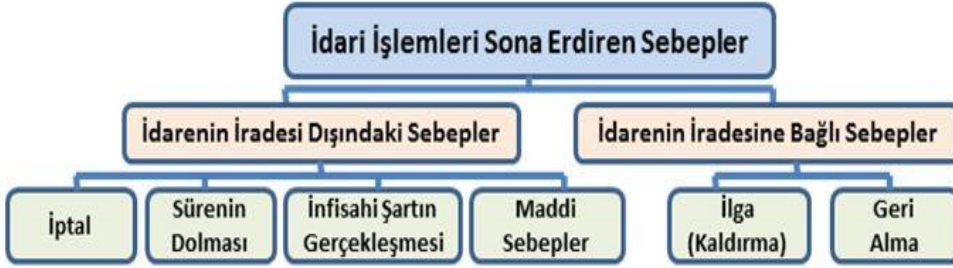 İdari İşlemleri Sona Erdiren Sebepler
İdarenin İradesi Dışındaki Sebepler
İdarenin İradesine Bağlı Sebepler
İptal
Sürenin
Dolması
İnfisahi Şartın
Gerçekleşmesi
Maddi
Sebepler
İlga
(Kaldırma)
Geri
Alma